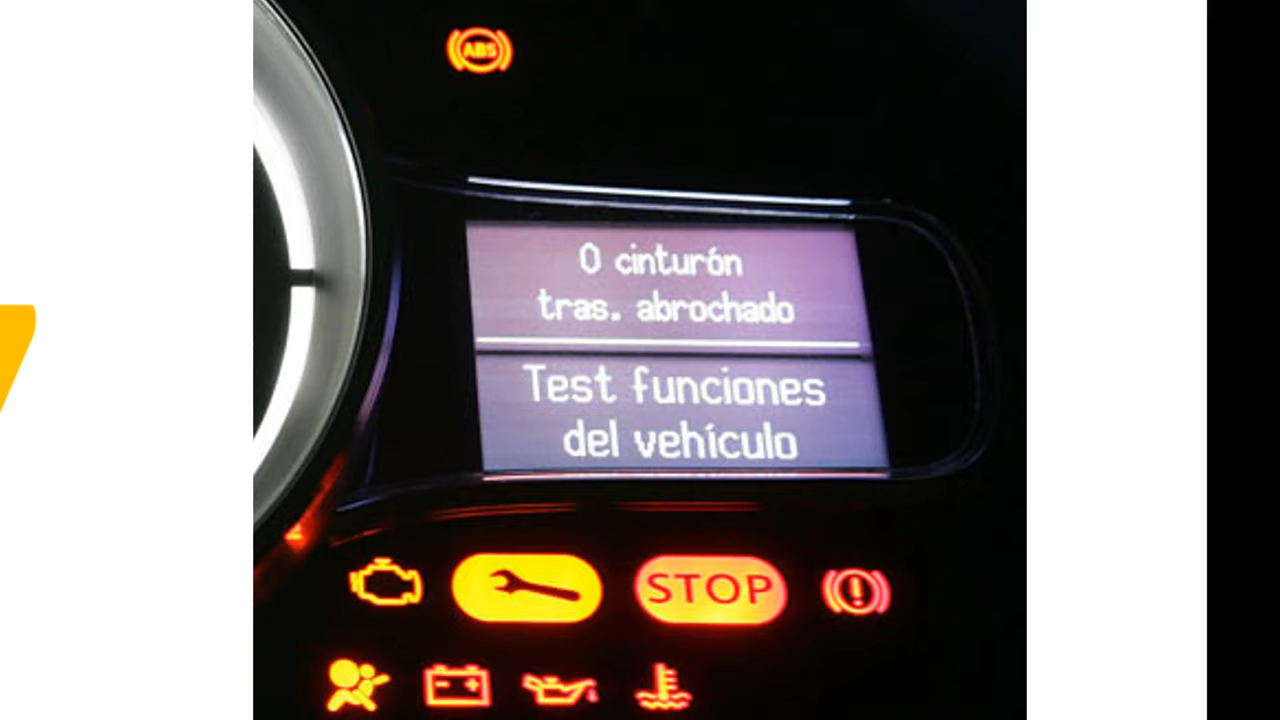 ABS
0 cinturón
tras. abrochado
Test funciones
del vehículo
STOP